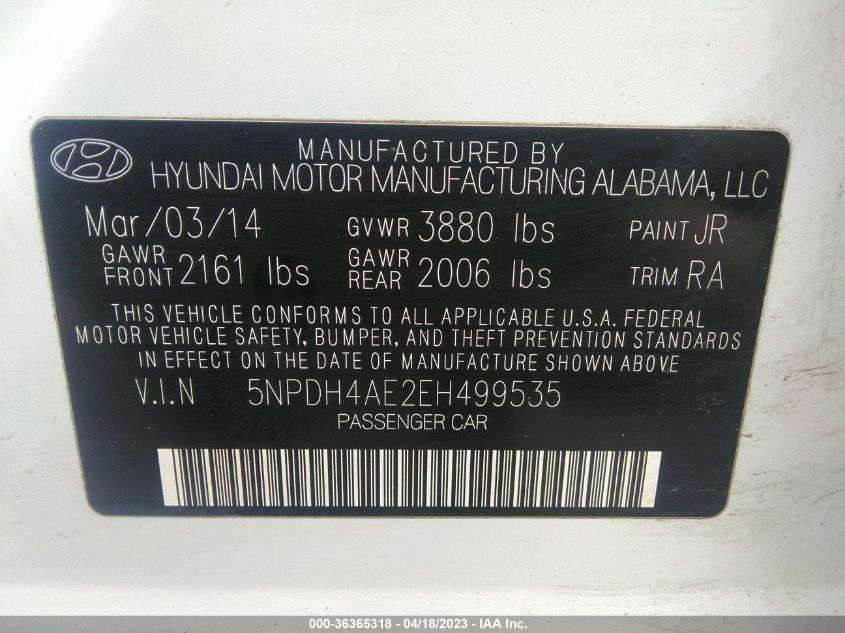 MANUFACTURED BY
HYUNDAI MOTOR MANUFACTURING ALABAMA, LLC
Mar/03/14 GVWR 3880 lbs PAINT JR
GAWR FRONT 2161 lbs GAWR REAR 2006 lbs TRIM RA
THIS VEHICLE CONFORMS TO ALL APPLICABLE U.S.A. FEDERAL
MOTOR VEHICLE SAFETY, BUMPER, AND THEFT PREVENTION STANDARDS
IN EFFECT ON THE DATE OF MANUFACTURE SHOWN ABOVE
V.I.N 5NPDH4AE2EH499535
PASSENGER CAR
000-36365318 - 04/18/2023 - IAA Inc.